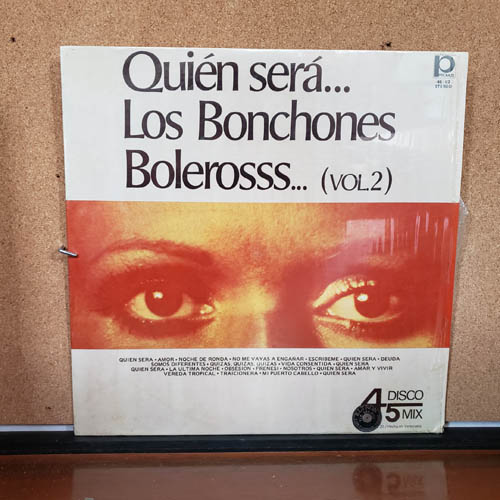 Quién será...
Los Bonchones
Bolerosss... (VOL.2)
p
STEREO
QUIEN SERA • AMOR • NOCHE DE RONDA • NO ME VAYAS A ENGAÑAR • ESCRIBEME • QUIEN SERA • DEUDA
SOMOS DIFERENTES • QUIZAS, QUIZAS, QUIZAS • VIDA CONSENTIDA • QUIEN SERA
QUIEN SERA • LA ULTIMA NOCHE • OBSESION • FRENESI • NOSOTROS • QUIEN SERA • AMAR Y VIVIR
VEREDA TROPICAL • TRAICIONERA • MI PUERTO CABELLO • QUIEN SERA
45 DISCO
MIX